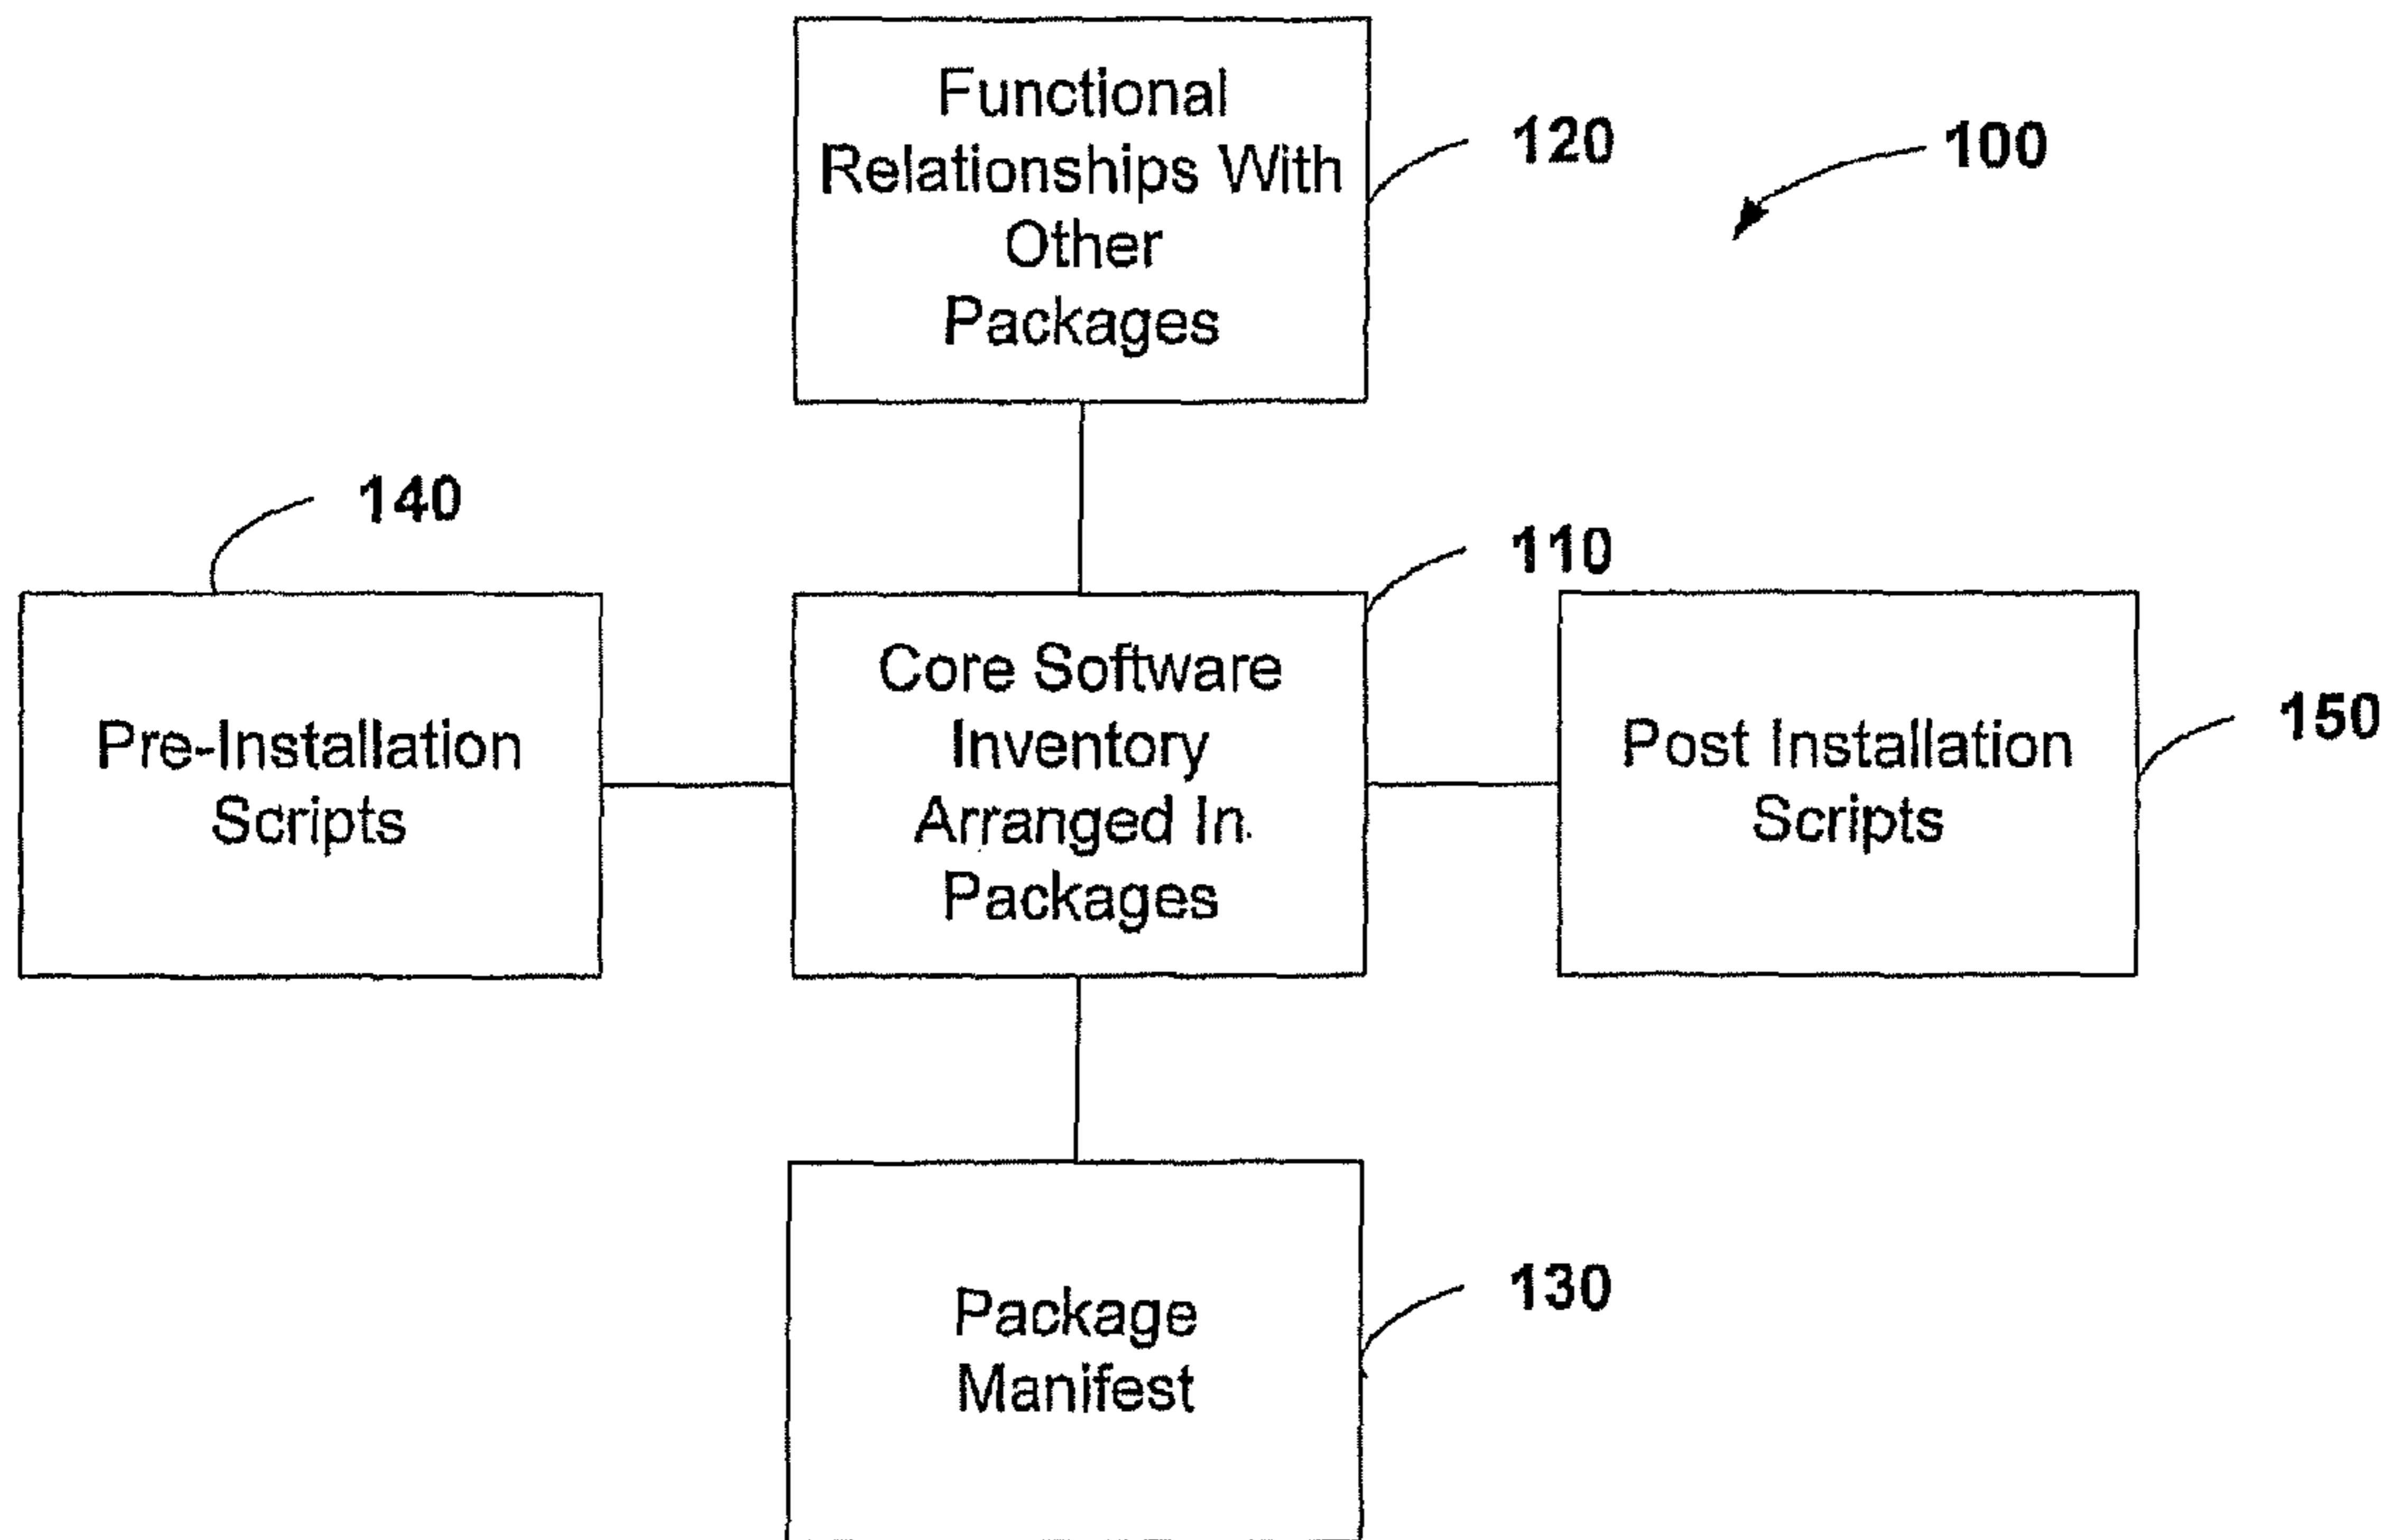 Functional
Relationships With
Other
Packages
120
100
140
110
Pre-Installation
Scripts
Core Software
Inventory
Arranged In
Packages
Post Installation
Scripts
150
Package
Manifest
130